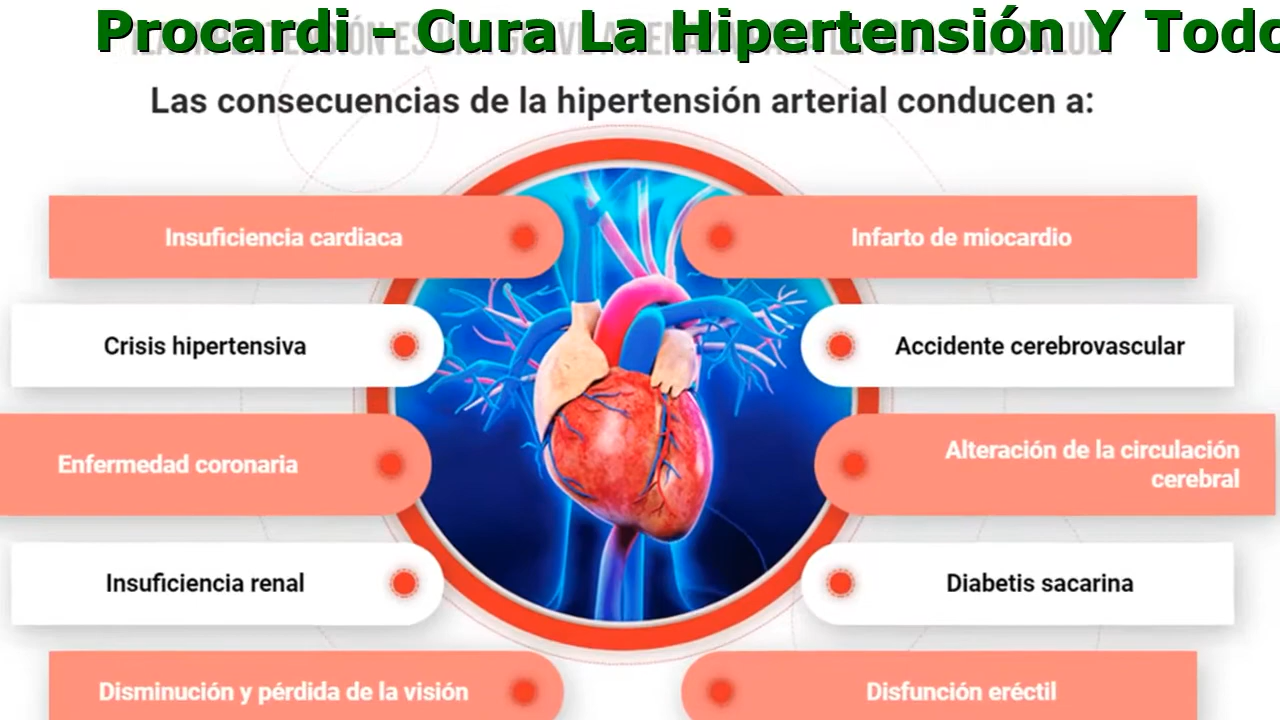 Procardi - Cura La Hipertensión Y Todo
Las consecuencias de la hipertensión arterial conducen a:
Insuficiencia cardiaca
Infarto de miocardio
Crisis hipertensiva
Accidente cerebrovascular
Enfermedad coronaria
Alteración de la circulación
cerebral
Insuficiencia renal
Diabetis sacarina
Disminución y pérdida de la visión
Disfunción eréctil